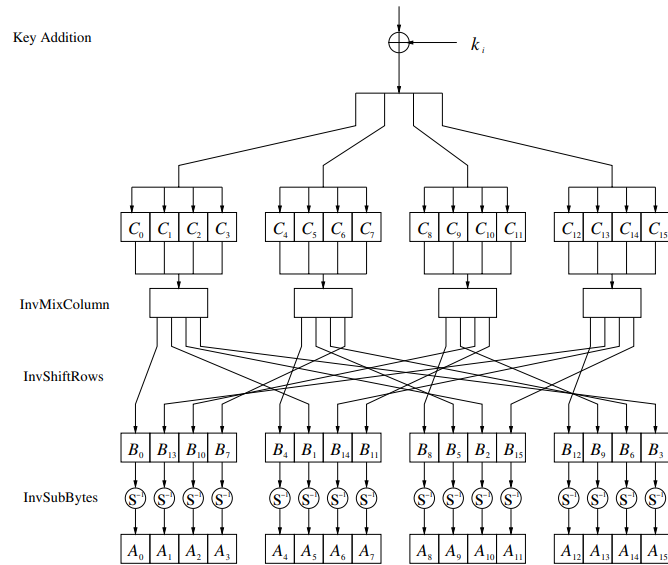 Key Addition
k i
C0 C1 C2 C3 C4 C5 C6 C7 C8 C9 C10 C11 C12 C13 C14 C15
InvMixColumn
InvShiftRows
B0 B13 B10 B7 B4 B1 B14 B11 B8 B5 B2 B15 B12 B9 B6 B3
InvSubBytes S⁻¹ S⁻¹ S⁻¹ S⁻¹ S⁻¹ S⁻¹ S⁻¹ S⁻¹ S⁻¹ S⁻¹ S⁻¹ S⁻¹ S⁻¹ S⁻¹ S⁻¹ S⁻¹
A0 A1 A2 A3 A4 A5 A6 A7 A8 A9 A10 A11 A12 A13 A14 A15